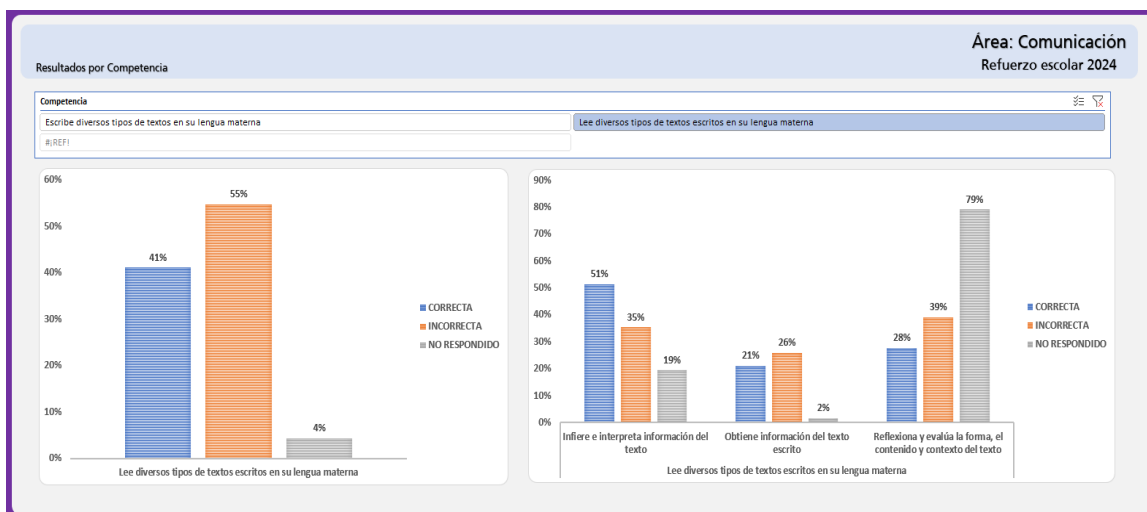 Área: Comunicación
Refuerzo escolar 2024
Resultados por Competencia
Competencia
Escribe diversos tipos de textos en su lengua materna
Lee diversos tipos de textos escritos en su lengua materna
#¡REF!
60%
50%
40%
30%
20%
10%
0%
41%
55%
4%
CORRECTA
INCORRECTA
NO RESPONDIDO
Lee diversos tipos de textos escritos en su lengua materna
90%
80%
70%
60%
50%
40%
30%
20%
10%
0%
51%
35%
19%
21%
26%
2%
28%
39%
79%
CORRECTA
INCORRECTA
NO RESPONDIDO
Infiere e interpreta información del
texto
Obtiene información del texto
escrito
Reflexiona y evalúa la forma, el
contenido y contexto del texto
Lee diversos tipos de textos escritos en su lengua materna